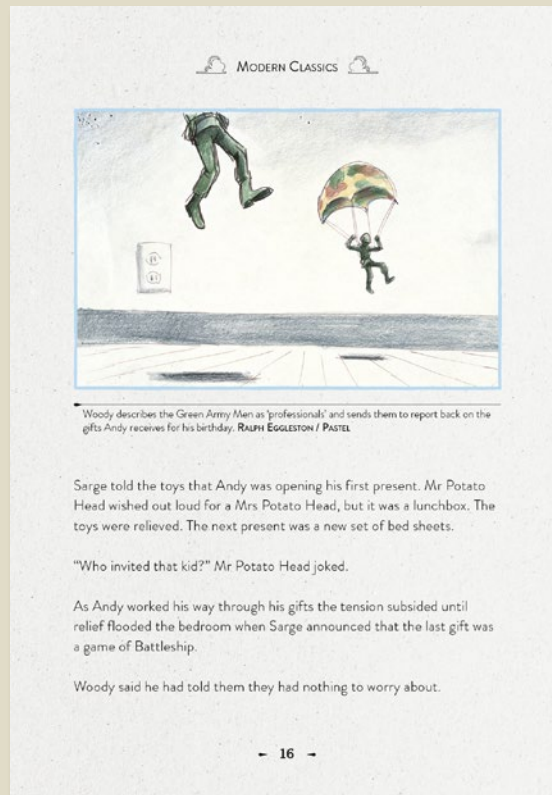 Modern Classics
Woody describes the Green Army Men as 'professionals' and sends them to report back on the
gifts Andy receives for his birthday. Ralph Eggleston / Pastel
Sarge told the toys that Andy was opening his first present. Mr Potato
Head wished out loud for a Mrs Potato Head, but it was a lunchbox. The
toys were relieved. The next present was a new set of bed sheets.
“Who invited that kid?” Mr Potato Head joked.
As Andy worked his way through his gifts the tension subsided until
relief flooded the bedroom when Sarge announced that the last gift was
a game of Battleship.
Woody said he had told them they had nothing to worry about.
16